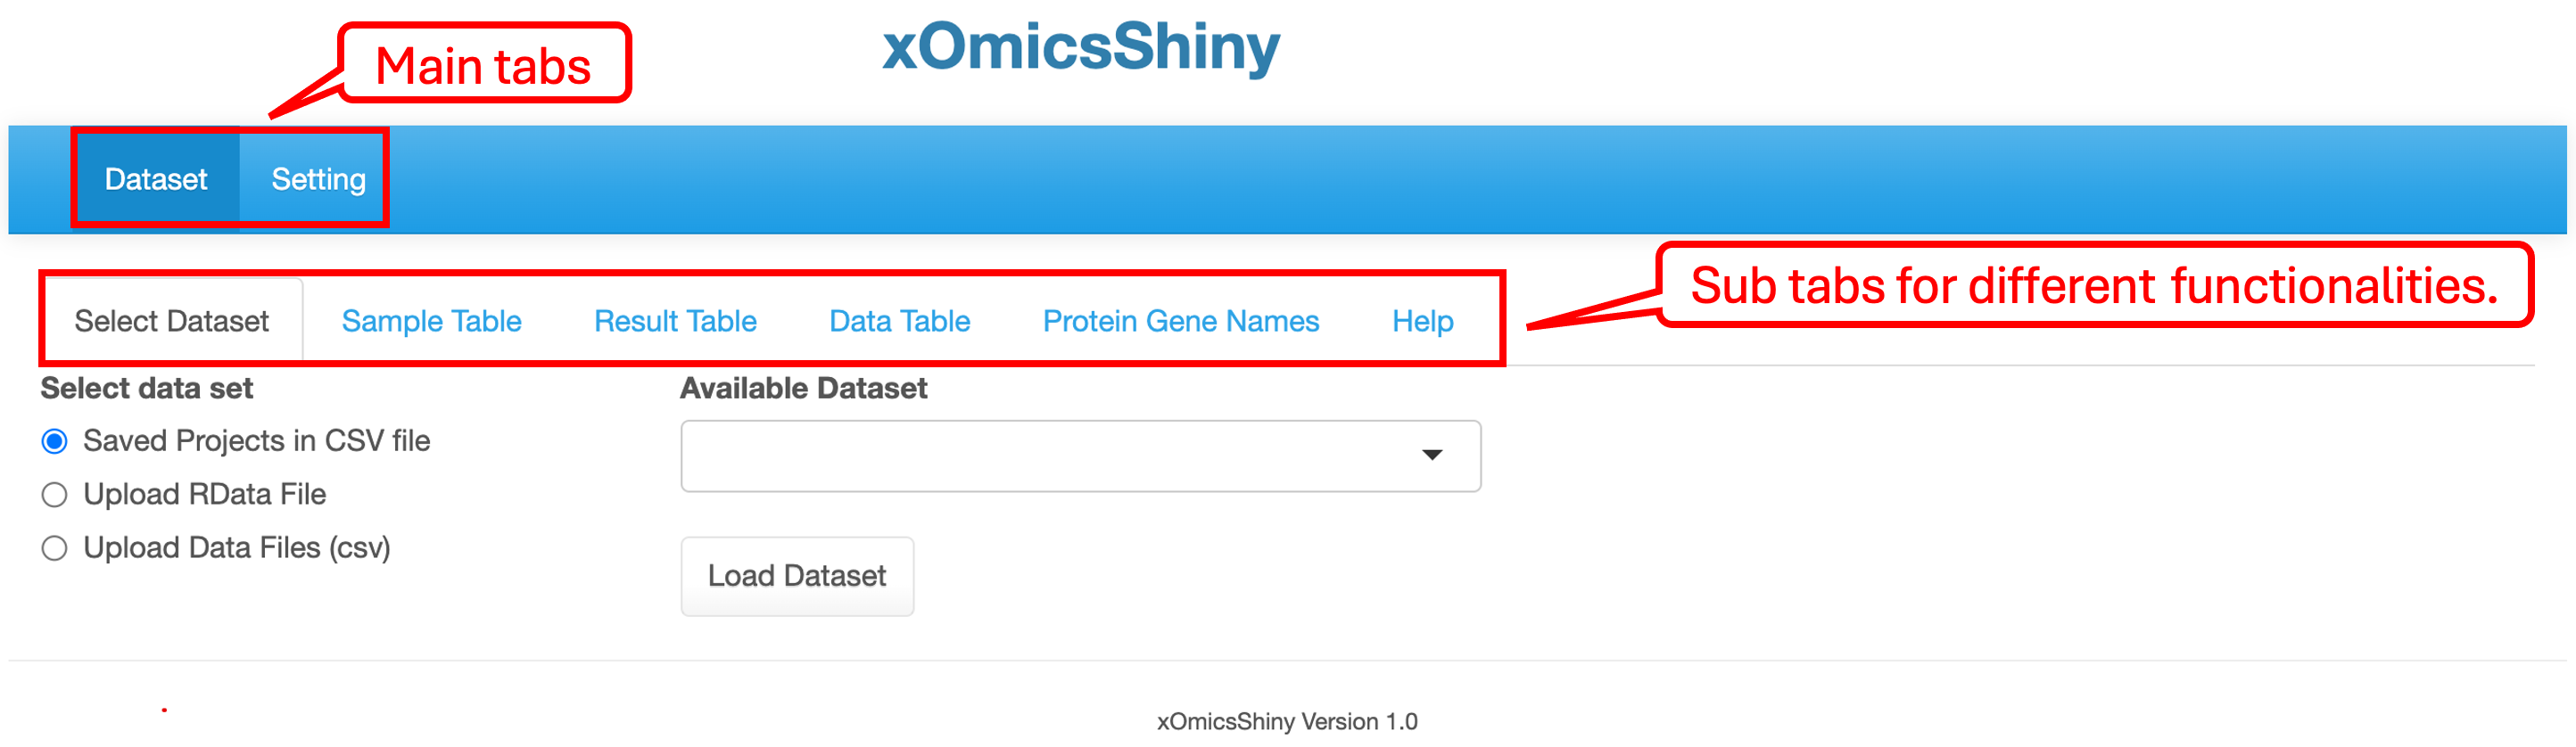 xOmicsShiny
Main tabs
Dataset Setting
Sub tabs for different functionalities.
Select Dataset Sample Table Result Table Data Table Protein Gene Names Help
Select data set
Saved Projects in CSV file
Upload RData File
Upload Data Files (csv)
Available Dataset
Load Dataset
xOmicsShiny Version 1.0